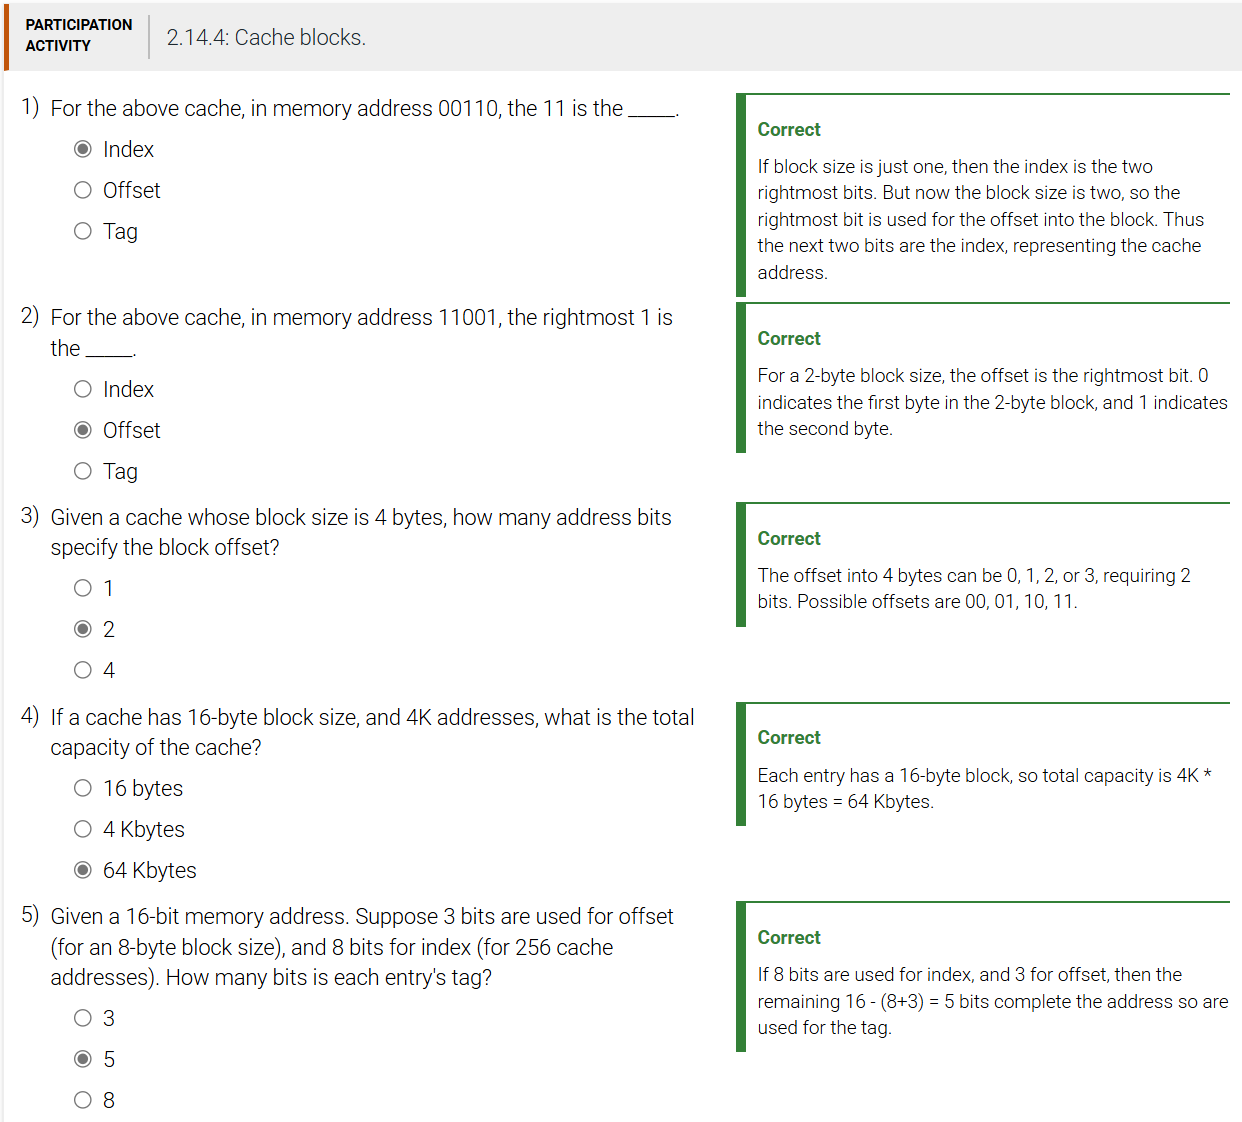 PARTICIPATION
ACTIVITY
2.14.4: Cache blocks.
1) For the above cache, in memory address 00110, the 11 is the _____.
Index
Offset
Tag
Correct
If block size is just one, then the index is the two
rightmost bits. But now the block size is two, so the
rightmost bit is used for the offset into the block. Thus
the next two bits are the index, representing the cache
address.
2) For the above cache, in memory address 11001, the rightmost 1 is
the _____.
Index
Offset
Tag
Correct
For a 2-byte block size, the offset is the rightmost bit. 0
indicates the first byte in the 2-byte block, and 1 indicates
the second byte.
3) Given a cache whose block size is 4 bytes, how many address bits
specify the block offset?
1
2
4
Correct
The offset into 4 bytes can be 0, 1, 2, or 3, requiring 2
bits. Possible offsets are 00, 01, 10, 11.
4) If a cache has 16-byte block size, and 4K addresses, what is the total
capacity of the cache?
16 bytes
4 Kbytes
64 Kbytes
Correct
Each entry has a 16-byte block, so total capacity is 4K *
16 bytes = 64 Kbytes.
5) Given a 16-bit memory address. Suppose 3 bits are used for offset
(for an 8-byte block size), and 8 bits for index (for 256 cache
addresses). How many bits is each entry's tag?
3
5
8
Correct
If 8 bits are used for index, and 3 for offset, then the
remaining 16 - (8+3) = 5 bits complete the address so are
used for the tag.